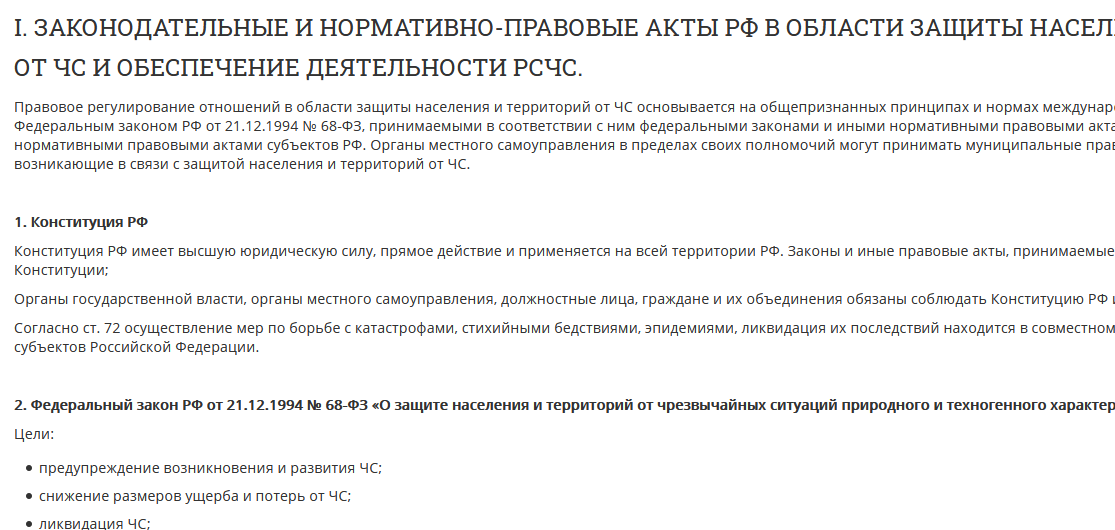 I. ЗАКОНОДАТЕЛЬНЫЕ И НОРМАТИВНО-ПРАВОВЫЕ АКТЫ РФ В ОБЛАСТИ ЗАЩИТЫ НАСЕЛ
ОТ ЧС И ОБЕСПЕЧЕНИЕ ДЕЯТЕЛЬНОСТИ РСЧС.
Правовое регулирование отношений в области защиты населения и территорий от ЧС основывается на общепризнанных принципах и нормах междунар
Федеральным законом РФ от 21.12.1994 № 68-ФЗ, принимаемыми в соответствии с ним федеральными законами и иными нормативными правовыми акта
нормативными правовыми актами субъектов РФ. Органы местного самоуправления в пределах своих полномочий могут принимать муниципальные прав
возникающие в связи с защитой населения и территорий от ЧС.
1. Конституция РФ
Конституция РФ имеет высшую юридическую силу, прямое действие и применяется на всей территории РФ. Законы и иные правовые акты, принимаемые
Конституции;
Органы государственной власти, органы местного самоуправления, должностные лица, граждане и их объединения обязаны соблюдать Конституцию РФ
Согласно ст. 72 осуществление мер по борьбе с катастрофами, стихийными бедствиями, эпидемиями, ликвидация их последствий находится в совместном
субъектов Российской Федерации.
2. Федеральный закон РФ от 21.12.1994 № 68-ФЗ «О защите населения и территорий от чрезвычайных ситуаций природного и техногенного характер
Цели:
● предупреждение возникновения и развития ЧС;
● снижение размеров ущерба и потерь от ЧС;
● ликвидация ЧС;